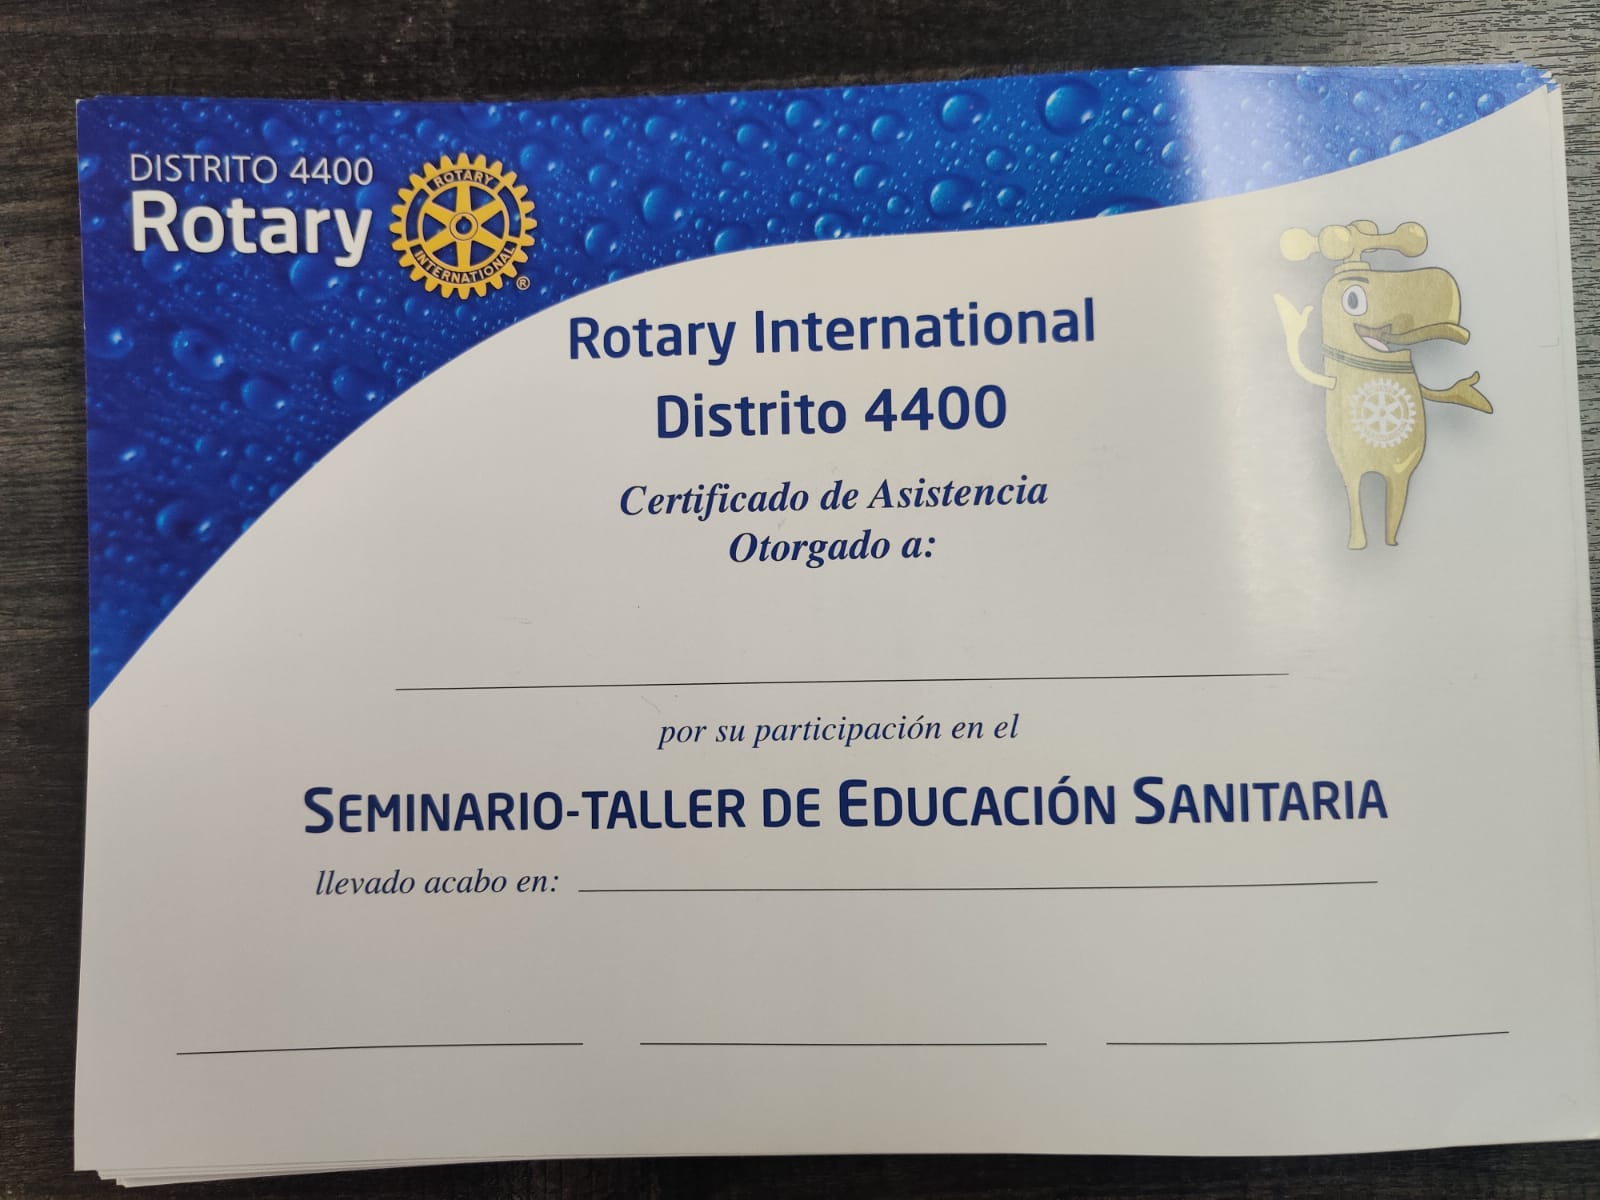 DISTRITO 4400
Rotary
ROTARY
INTERNATIONAL
®
Rotary International
Distrito 4400
Certificado de Asistencia
Otorgado a:
por su participación en el
SEMINARIO-TALLER DE EDUCACIÓN SANITARIA
llevado acabo en: